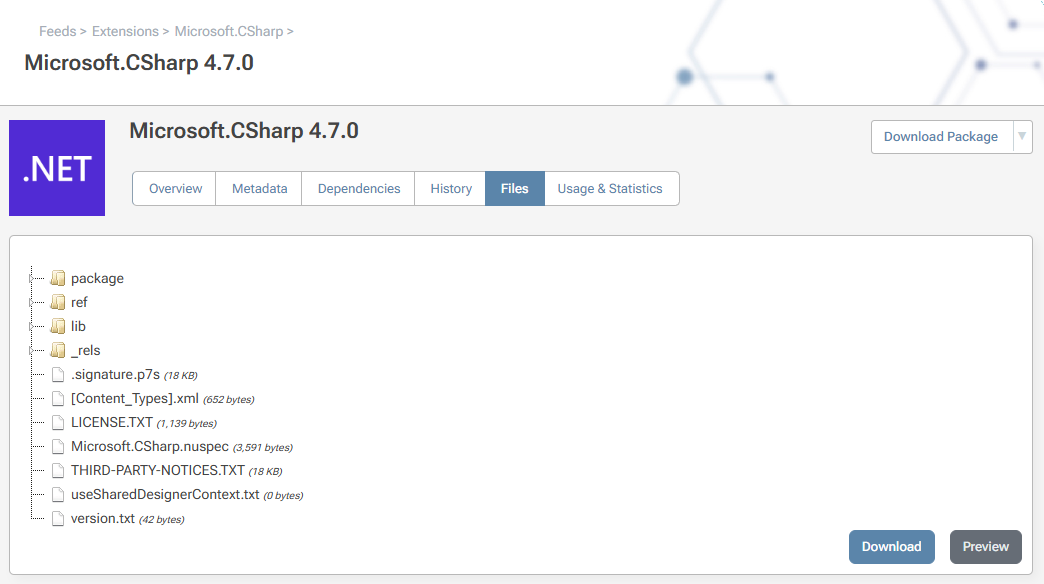 Feeds > Extensions > Microsoft.CSharp >
Microsoft.CSharp 4.7.0
.NET
Microsoft.CSharp 4.7.0
Download Package
Overview Metadata Dependencies History Files Usage & Statistics
package
ref
lib
_rels
.signature.p7s (18 KB)
[Content_Types].xml (652 bytes)
LICENSE.TXT (1,139 bytes)
Microsoft.CSharp.nuspec (3,591 bytes)
THIRD-PARTY-NOTICES.TXT (18 KB)
useSharedDesignerContext.txt (0 bytes)
version.txt (42 bytes)
Download Preview